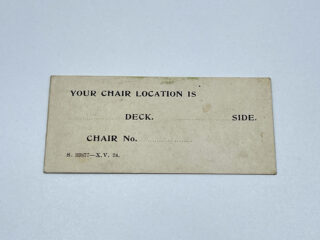 YOUR CHAIR LOCATION IS
DECK. SIDE.
CHAIR No.